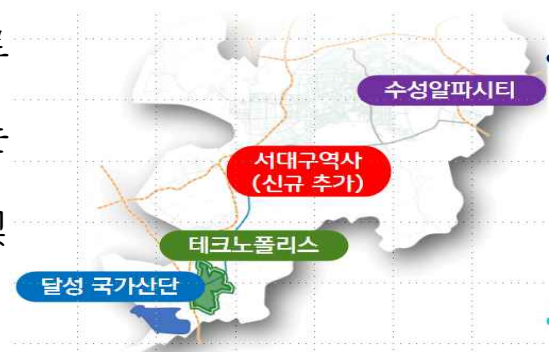 수성알파시티
서대구역사
(신규 추가)
테크노폴리스
달성 국가산단